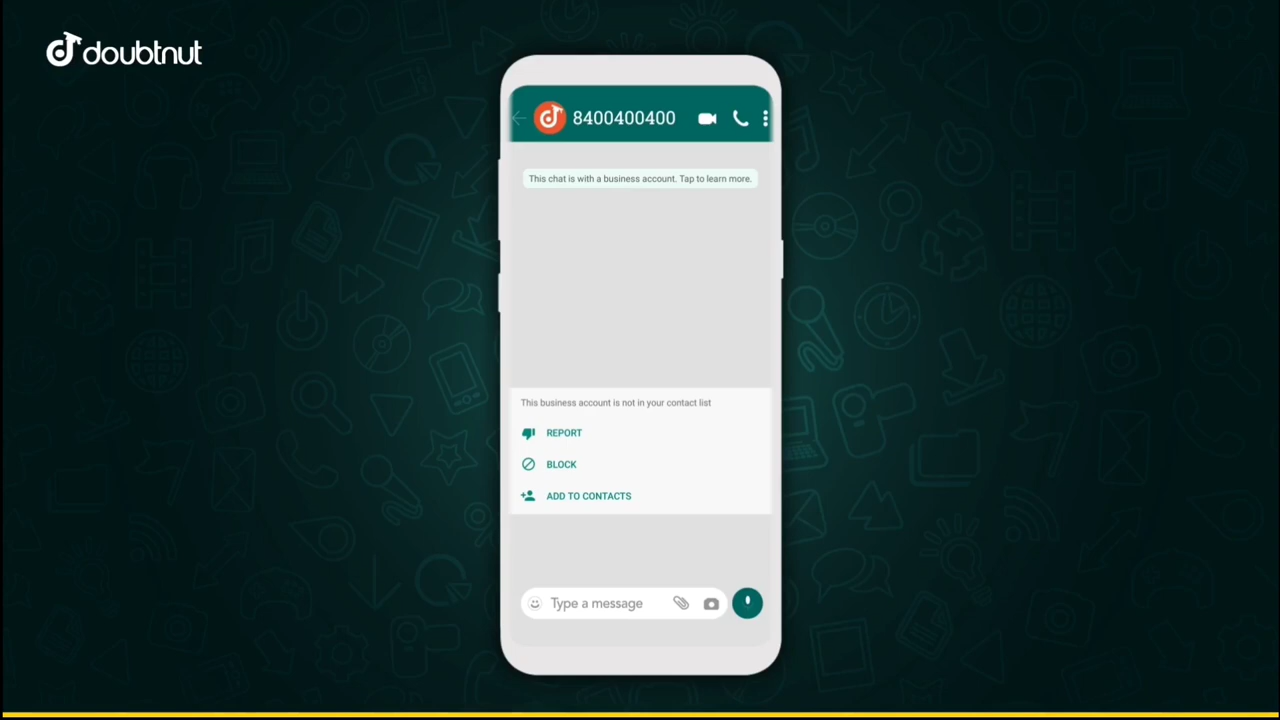 doubtnut
8400400400
This chat is with a business account. Tap to learn more.
This business account is not in your contact list
REPORT
BLOCK
ADD TO CONTACTS
Type a message